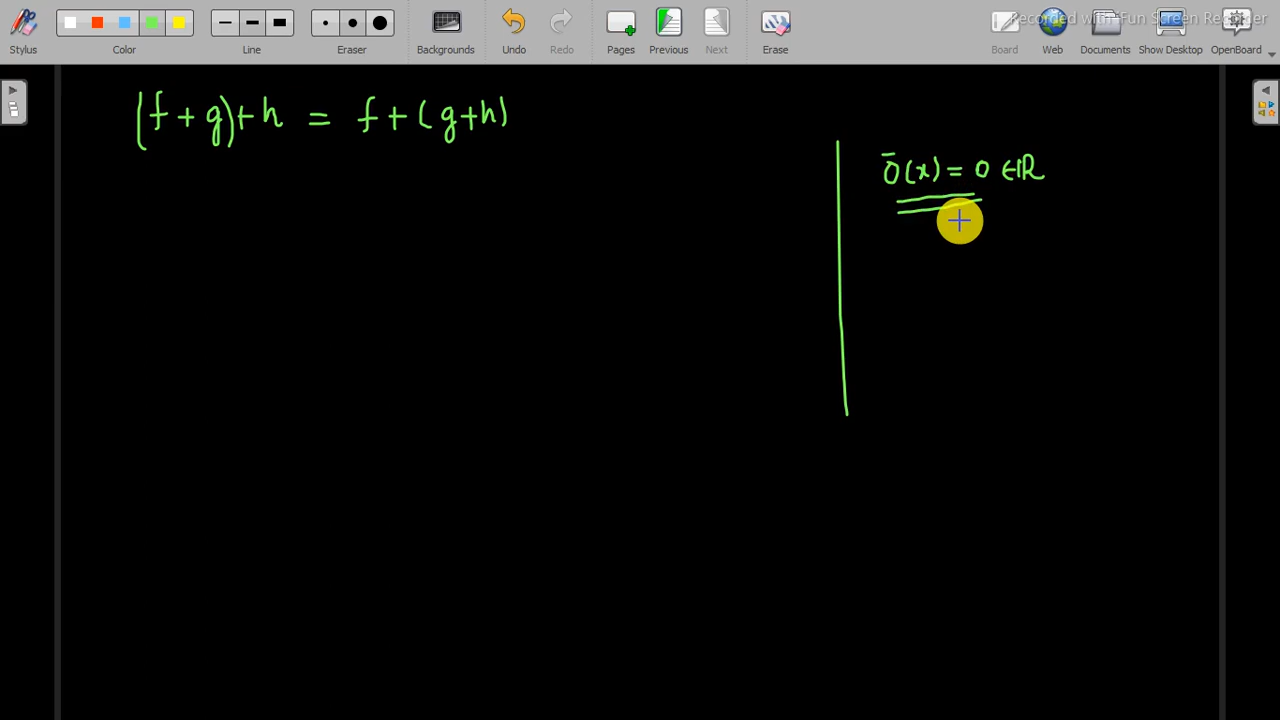 Recorded with iFun Screen Recorder
Stylus Color Line Eraser Backgrounds Undo Redo Pages Previous Next Erase Board Web Documents Show Desktop OpenBoard
(f + g) + h = f + (g + h)
0̄(x) = 0 ∈ ℝ